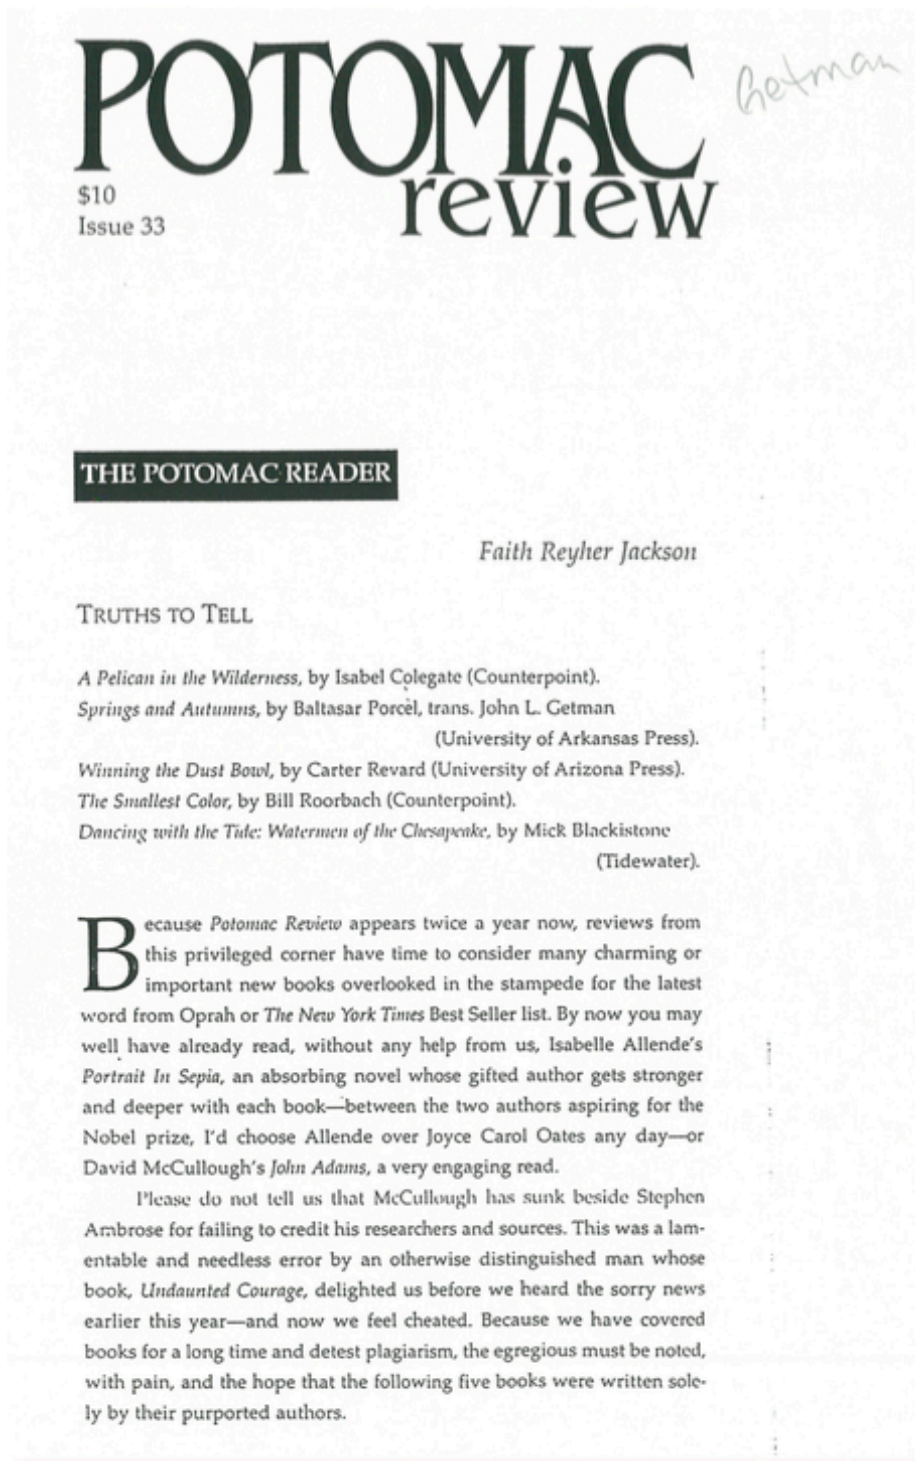 POTOMAC
review
Getman
$10
Issue 33
THE POTOMAC READER
Faith Reyher Jackson
TRUTHS TO TELL
A Pelican in the Wilderness, by Isabel Colegate (Counterpoint).
Springs and Autumns, by Baltasar Porcèl, trans. John L. Getman
(University of Arkansas Press).
Winning the Dust Bowl, by Carter Revard (University of Arizona Press).
The Smallest Color, by Bill Roorbach (Counterpoint).
Dancing with the Tide: Watermen of the Chesapeake, by Mick Blackistone
(Tidewater).
Because Potomac Review appears twice a year now, reviews from
this privileged corner have time to consider many charming or
important new books overlooked in the stampede for the latest
word from Oprah or The New York Times Best Seller list. By now you may
well have already read, without any help from us, Isabelle Allende's
Portrait In Sepia, an absorbing novel whose gifted author gets stronger
and deeper with each book—between the two authors aspiring for the
Nobel prize, I'd choose Allende over Joyce Carol Oates any day—or
David McCullough's John Adams, a very engaging read.
Please do not tell us that McCullough has sunk beside Stephen
Ambrose for failing to credit his researchers and sources. This was a lam-
entable and needless error by an otherwise distinguished man whose
book, Undaunted Courage, delighted us before we heard the sorry news
earlier this year—and now we feel cheated. Because we have covered
books for a long time and detest plagiarism, the egregious must be noted,
with pain, and the hope that the following five books were written sole-
ly by their purported authors.